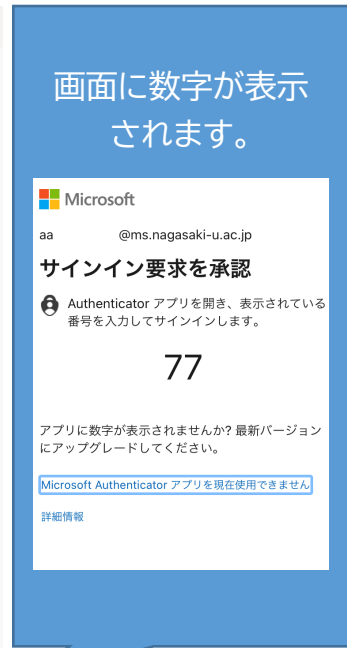 画面に数字が表示
されます。
Microsoft
aa @ms.nagasaki-u.ac.jp
サインイン要求を承認
Authenticator アプリを開き、表示されている
番号を入力してサインインします。
77
アプリに数字が表示されませんか? 最新バージョン
にアップグレードしてください。
Microsoft Authenticator アプリを現在使用できません
詳細情報